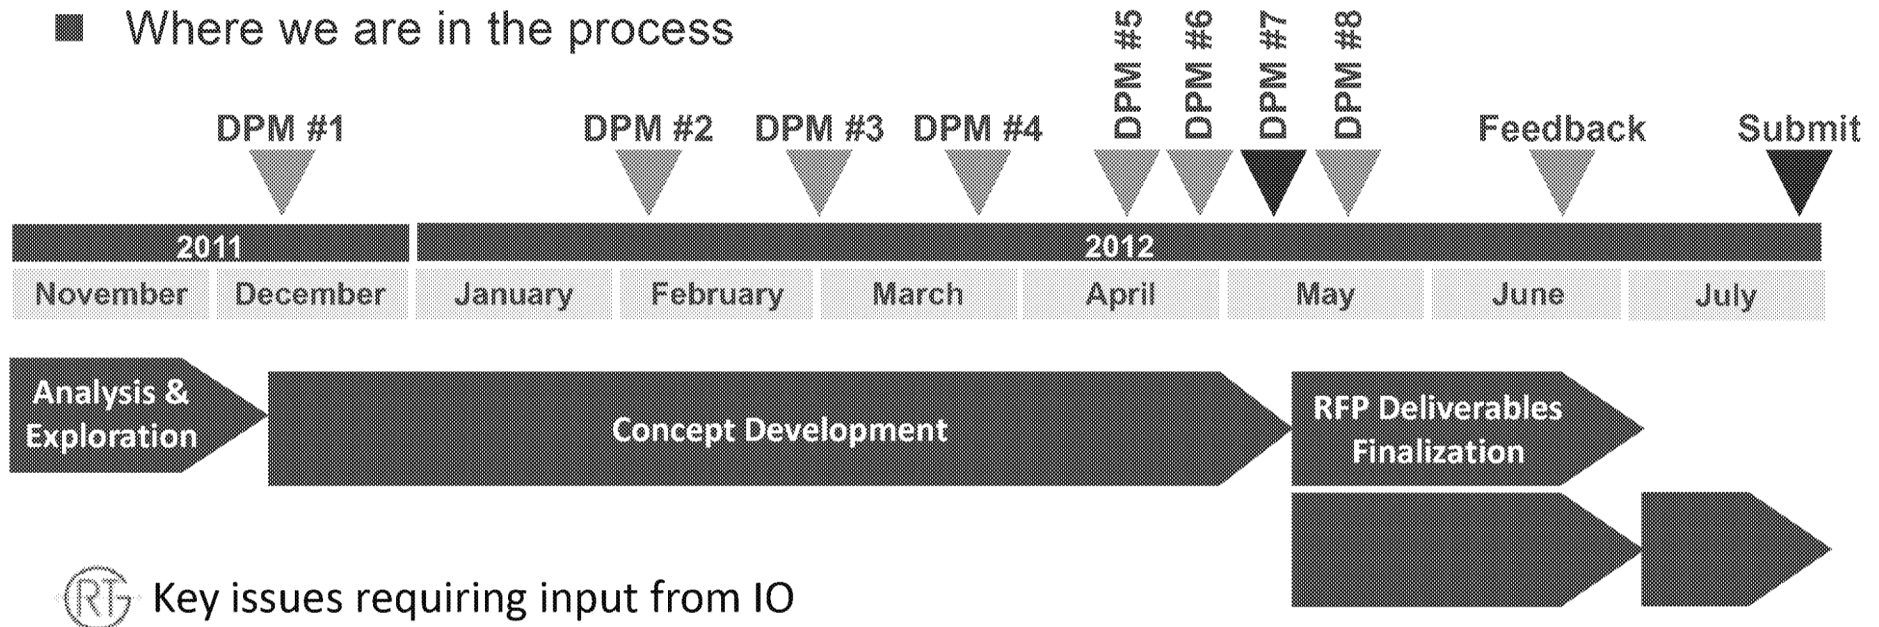 Where we are in the process
DPM #1
DPM #2
DPM #3
DPM #4
DPM #5
DPM #6
DPM #7
DPM #8
Feedback
Submit
2011
2012
November
December
January
February
March
April
May
June
July
Analysis &
Exploration
Concept Development
RFP Deliverables
Finalization
RTG
Key issues requiring input from IO